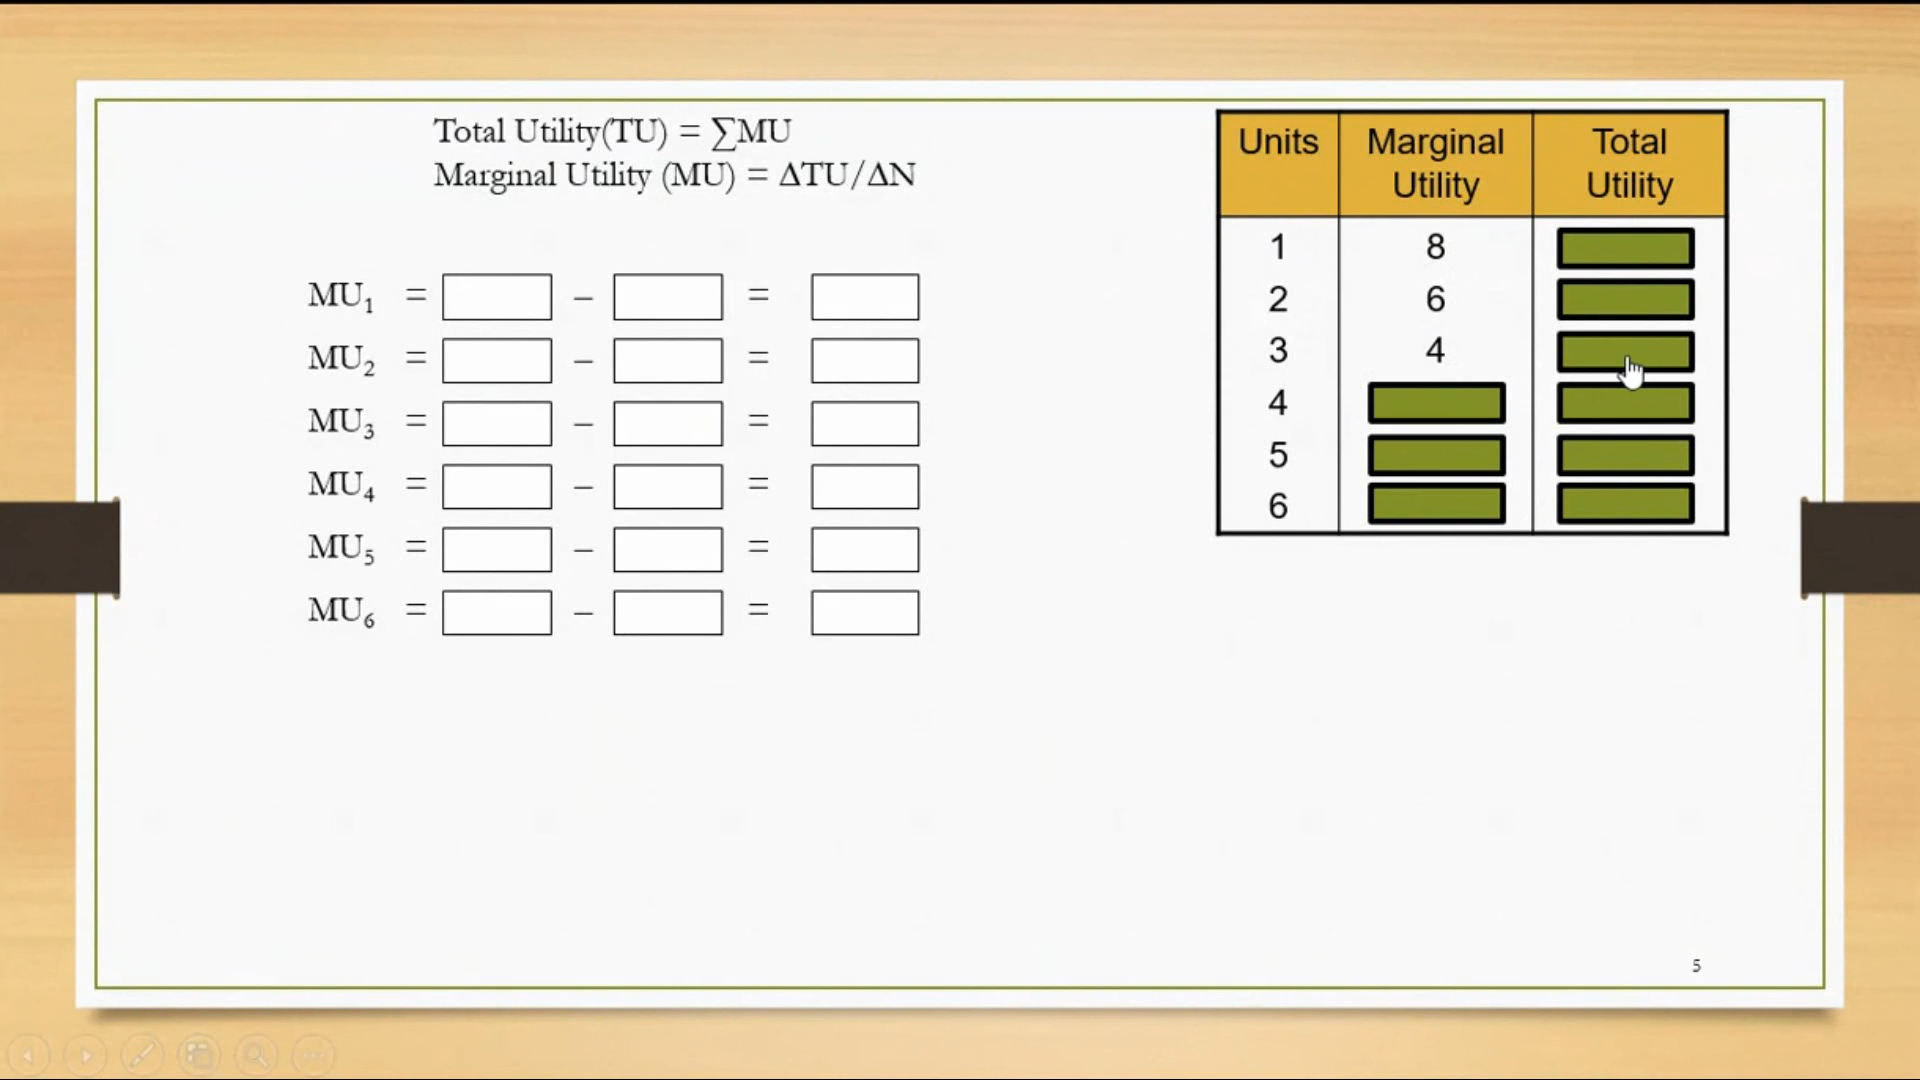 Total Utility(TU) = ∑MU
Marginal Utility (MU) = ΔTU/ΔN
MU₁ = – =
MU₂ = – =
MU₃ = – =
MU₄ = – =
MU₅ = – =
MU₆ = – =
Units Marginal Utility Total Utility
1 8
2 6
3 4
4
5
6
5